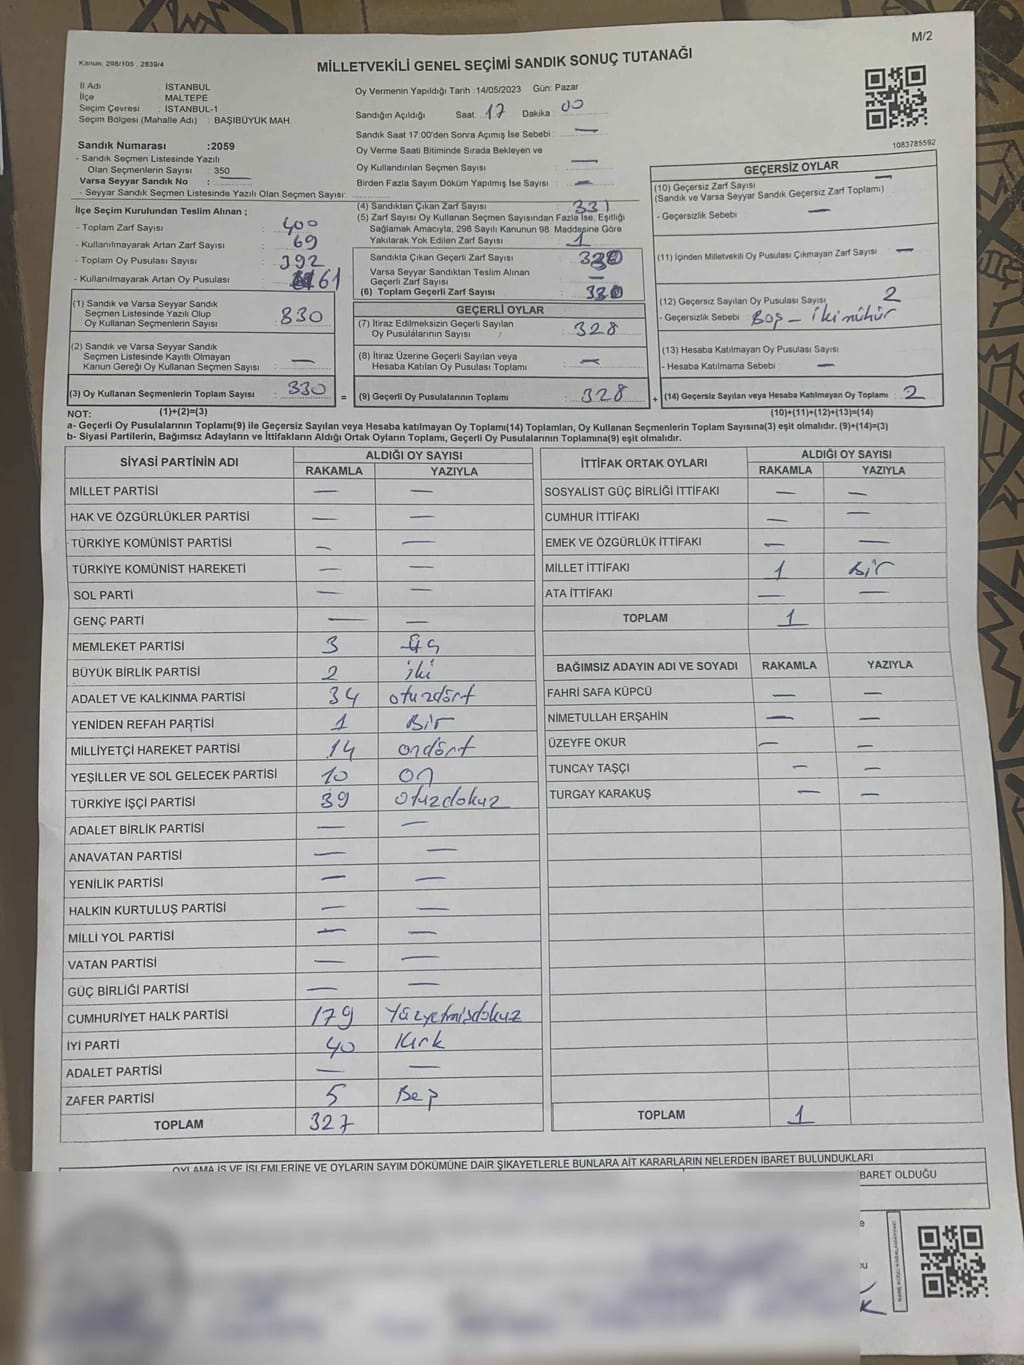 M/2
Kanun: 298/105 , 2839/4
MİLLETVEKİLİ GENEL SEÇİMİ SANDIK SONUÇ TUTANAĞI
İl Adı : İSTANBUL
İlçe : MALTEPE
Seçim Çevresi : İSTANBUL-1
Seçim Bölgesi (Mahalle Adı) : BAŞIBÜYÜK MAH.
Oy Vermenin Yapıldığı Tarih :14/05/2023 Gün: Pazar
Sandığın Açıldığı Saat: 17 Dakika 00
Sandık Saat 17:00'den Sonra Açımış İse Sebebi : —
Oy Verme Saati Bitiminde Sırada Bekleyen ve
Oy Kullandırılan Seçmen Sayısı : —
Birden Fazla Sayım Döküm Yapılmış İse Sayısı : —
1083785592
Sandık Numarası :2059
- Sandık Seçmen Listesinde Yazılı
Olan Seçmenlerin Sayısı : 350
Varsa Seyyar Sandık No : —
- Seyyar Sandık Seçmen Listesinde Yazılı Olan Seçmen Sayısı:
İlçe Seçim Kurulundan Teslim Alınan ;
- Toplam Zarf Sayısı : 400
- Kullanılmayarak Artan Zarf Sayısı : 69
- Toplam Oy Pusulası Sayısı : 392
- Kullanılmayarak Artan Oy Pusulası : 61
(1) Sandık ve Varsa Seyyar Sandık
Seçmen Listesinde Yazılı Olup
Oy Kullanan Seçmenlerin Sayısı : 330
(2) Sandık ve Varsa Seyyar Sandık
Seçmen Listesinde Kayıtlı Olmayan
Kanun Gereği Oy Kullanan Seçmen Sayısı : —
(3) Oy Kullanan Seçmenlerin Toplam Sayısı : 330 =
(4) Sandıktan Çıkan Zarf Sayısı : 331
(5) Zarf Sayısı Oy Kullanan Seçmen Sayısından Fazla İse, Eşitliği
Sağlamak Amacıyla, 298 Sayılı Kanunun 98. Maddesine Göre
Yakılarak Yok Edilen Zarf Sayısı : 1
Sandıkta Çıkan Geçerli Zarf Sayısı : 330
Varsa Seyyar Sandıktan Teslim Alınan
Geçerli Zarf Sayısı : —
(6) Toplam Geçerli Zarf Sayısı : 330
GEÇERLİ OYLAR
(7) İtiraz Edilmeksizin Geçerli Sayılan
Oy Pusulalarının Sayısı : 328
(8) İtiraz Üzerine Geçerli Sayılan veya
Hesaba Katılan Oy Pusulası Toplamı : —
(9) Geçerli Oy Pusulalarının Toplamı : 328 +
GEÇERSİZ OYLAR
(10) Geçersiz Zarf Sayısı : —
(Sandık ve Varsa Seyyar Sandık Geçersiz Zarf Toplamı)
- Geçersizlik Sebebi : —
(11) İçinden Milletvekili Oy Pusulası Çıkmayan Zarf Sayısı : —
(12) Geçersiz Sayılan Oy Pusulası Sayısı : 2
- Geçersizlik Sebebi : Boş - iki mühür
(13) Hesaba Katılmayan Oy Pusulası Sayısı :
- Hesaba Katılmama Sebebi : —
(14) Geçersiz Sayılan veya Hesaba Katılmayan Oy Toplamı : 2
NOT: (1)+(2)=(3) (10)+(11)+(12)+(13)=(14)
a- Geçerli Oy Pusulalarının Toplamı(9) ile Geçersiz Sayılan veya Hesaba katılmayan Oy Toplamı(14) Toplamları, Oy Kullanan Seçmenlerin Toplam Sayısına(3) eşit olmalıdır. (9)+(14)=(3)
b- Siyasi Partilerin, Bağımsız Adayların ve İttifakların Aldığı Ortak Oyların Toplamı, Geçerli Oy Pusulalarının Toplamına(9) eşit olmalıdır.
SİYASİ PARTİNİN ADI ALDIĞI OY SAYISI
RAKAMLA YAZIYLA
MİLLET PARTİSİ — —
HAK VE ÖZGÜRLÜKLER PARTİSİ — —
TÜRKİYE KOMÜNİST PARTİSİ — —
TÜRKİYE KOMÜNİST HAREKETİ — —
SOL PARTİ — —
GENÇ PARTİ — —
MEMLEKET PARTİSİ 3 Üç
BÜYÜK BİRLİK PARTİSİ 2 iki
ADALET VE KALKINMA PARTİSİ 34 otuzdört
YENİDEN REFAH PARTİSİ 1 Bir
MİLLİYETÇİ HAREKET PARTİSİ 14 ondört
YEŞİLLER VE SOL GELECEK PARTİSİ 10 on
TÜRKİYE İŞÇİ PARTİSİ 39 otuzdokuz
ADALET BİRLİK PARTİSİ — —
ANAVATAN PARTİSİ — —
YENİLİK PARTİSİ — —
HALKIN KURTULUŞ PARTİSİ — —
MİLLİ YOL PARTİSİ — —
VATAN PARTİSİ — —
GÜÇ BİRLİĞİ PARTİSİ — —
CUMHURİYET HALK PARTİSİ 179 Yüzyetmişdokuz
İYİ PARTİ 40 Kırk
ADALET PARTİSİ — —
ZAFER PARTİSİ 5 Beş
TOPLAM 327
İTTİFAK ORTAK OYLARI ALDIĞI OY SAYISI
RAKAMLA YAZIYLA
SOSYALİST GÜÇ BİRLİĞİ İTTİFAKI — —
CUMHUR İTTİFAKI — —
EMEK VE ÖZGÜRLÜK İTTİFAKI — —
MİLLET İTTİFAKI 1 Bir
ATA İTTİFAKI — —
TOPLAM 1
BAĞIMSIZ ADAYIN ADI VE SOYADI RAKAMLA YAZIYLA
FAHRİ SAFA KÜPCÜ — —
NİMETULLAH ERŞAHİN — —
ÜZEYFE OKUR — —
TUNCAY TAŞÇI — —
TURGAY KARAKUŞ — —
TOPLAM 1
OYLAMA İŞ VE İŞLEMLERİNE VE OYLARIN SAYIM DÖKÜMÜNE DAİR ŞİKAYETLERLE BUNLARA AİT KARARLARIN NELERDEN İBARET BULUNDUKLARI
BARET OLDUĞU